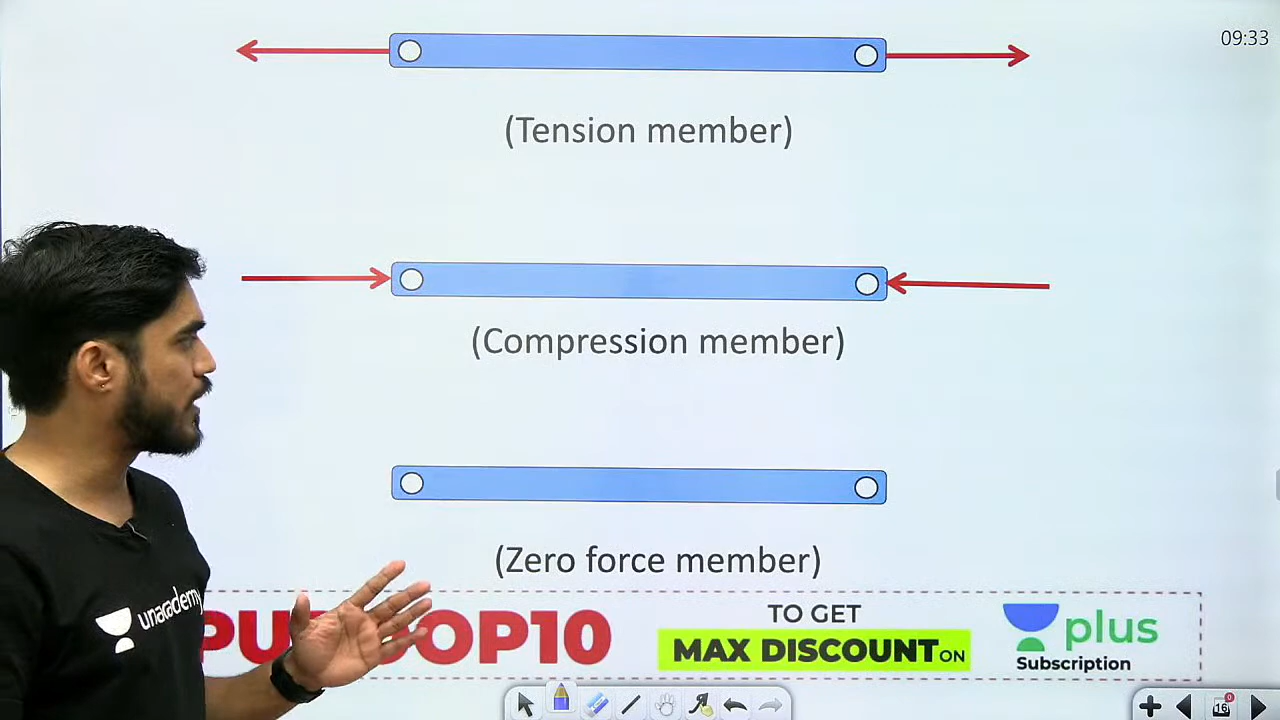 09:33
(Tension member)
(Compression member)
(Zero force member)
unacademy
OP10
TO GET
MAX DISCOUNT ON
plus
Subscription
16